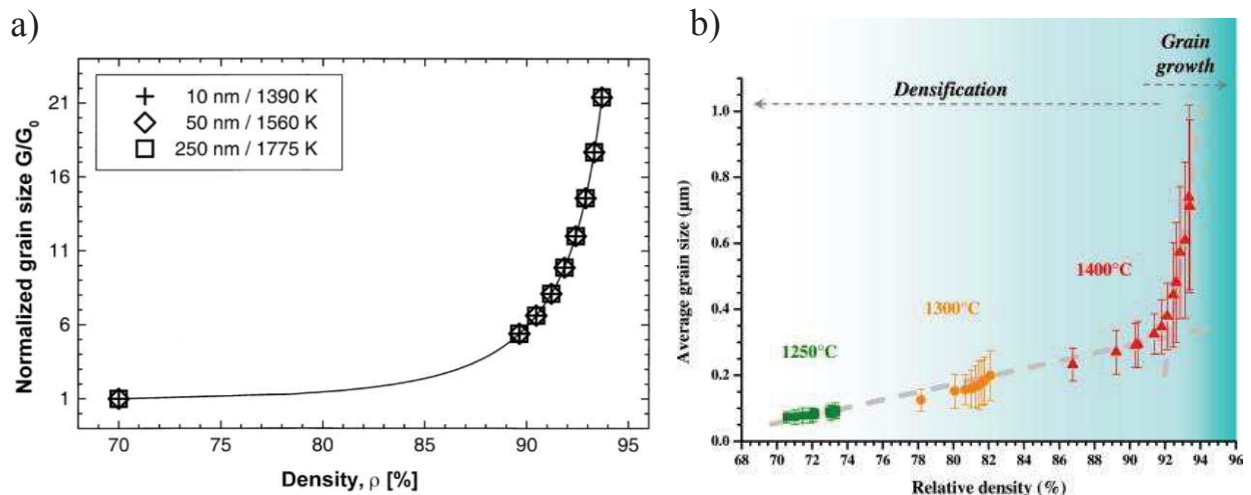 a)
Normalized grain size G/G0
21
16
11
6
1
10 nm / 1390 K
50 nm / 1560 K
250 nm / 1775 K
70 75 80 85 90 95
Density, ρ [%]
b)
Grain
growth
Densification
Average grain size (µm)
1.0
0.8
0.6
0.4
0.2
0.0
1400°C
1300°C
1250°C
68 70 72 74 76 78 80 82 84 86 88 90 92 94 96
Relative density (%)